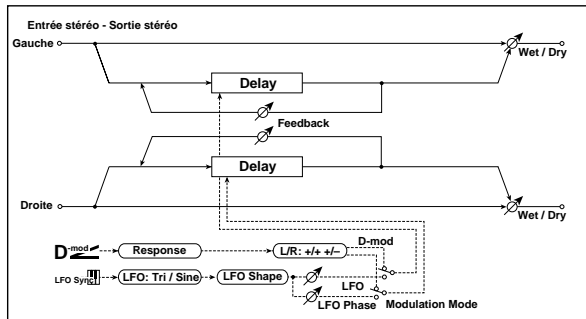 Entrée stéréo - Sortie stéréo
Gauche
Wet / Dry
Delay
Feedback
Delay
Droite
Wet / Dry
D-mod
D-mod
Response
L/R: +/+ +/–
LFO Sync
LFO: Tri / Sine
LFO Shape
LFO
LFO Phase
Modulation Mode